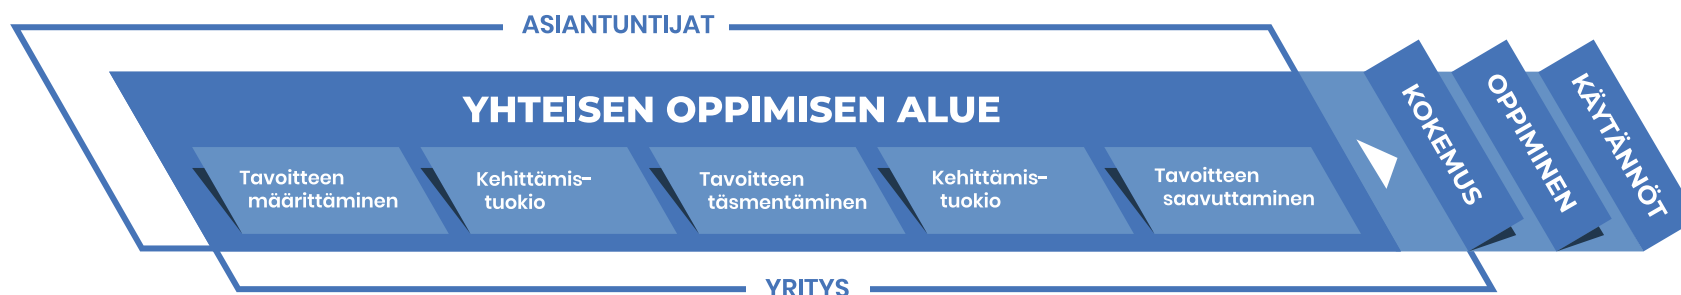 ASIANTUNTIJAT
YHTEISEN OPPIMISEN ALUE
Tavoitteen
määrittäminen
Kehittämis-
tuokio
Tavoitteen
täsmentäminen
Kehittämis-
tuokio
Tavoitteen
saavuttaminen
KOKEMUS
OPPIMINEN
KÄYTÄNNÖT
YRITYS